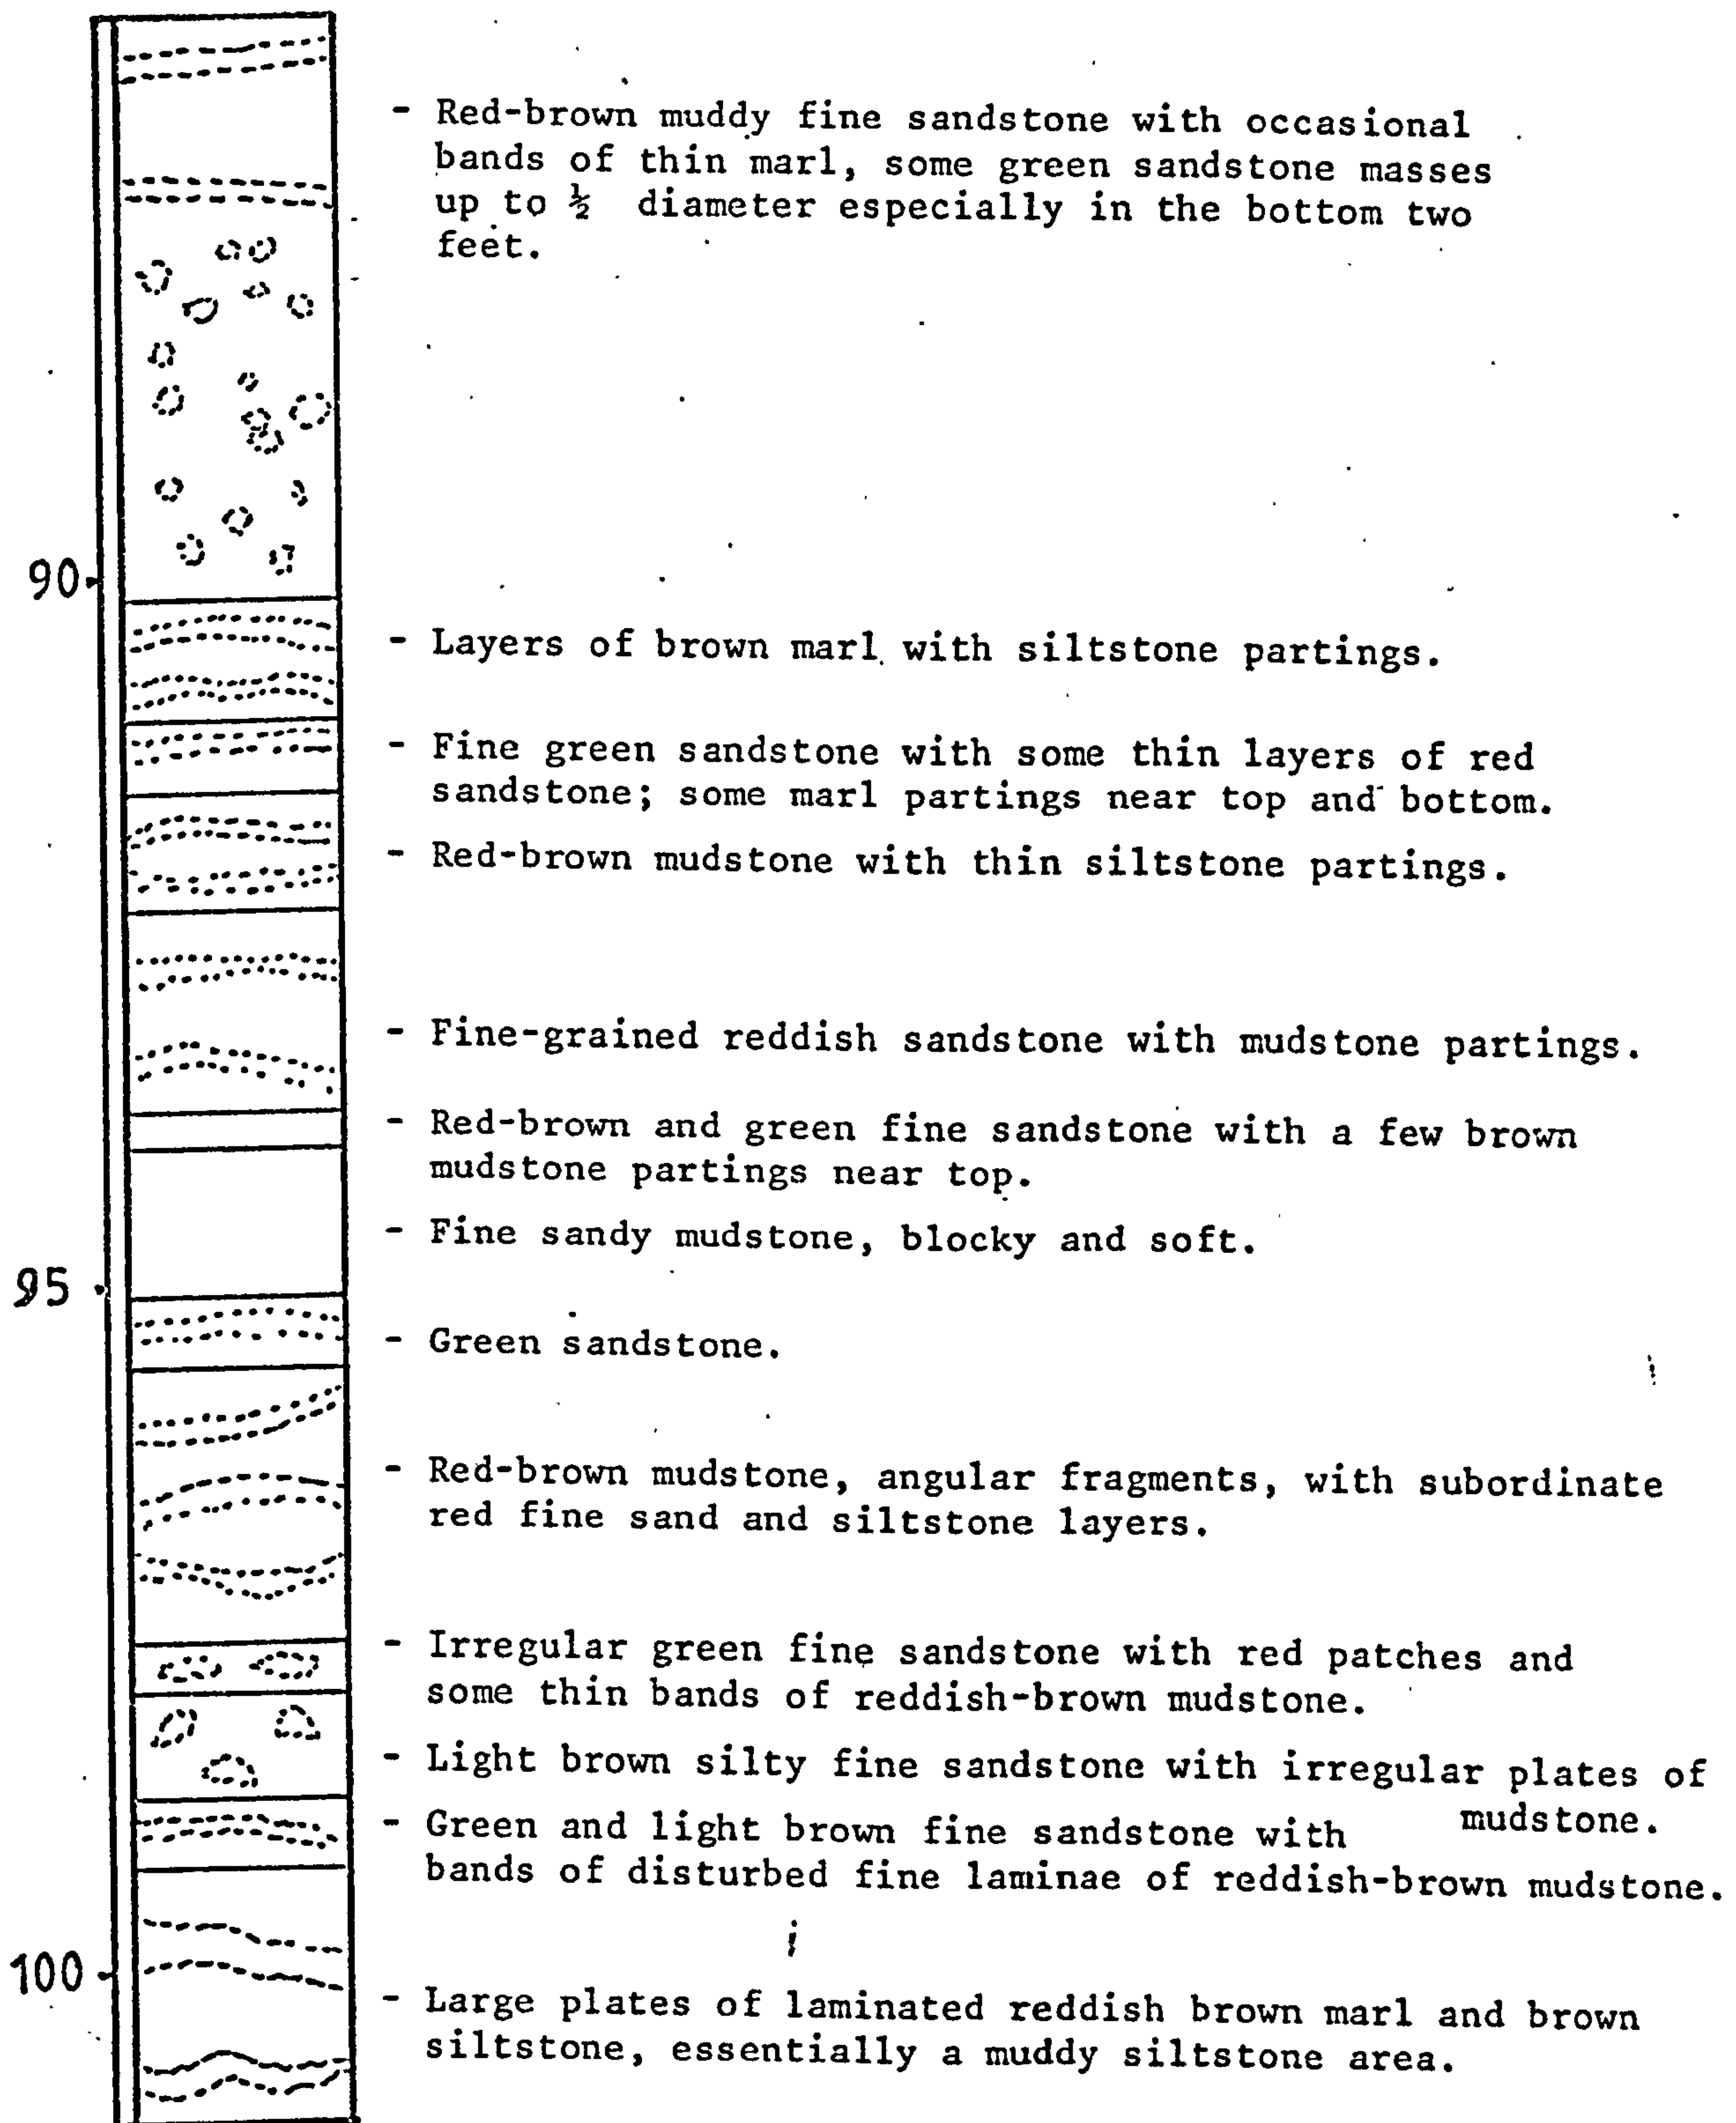 - Red-brown muddy fine sandstone with occasional
bands of thin marl, some green sandstone masses
up to ½ diameter especially in the bottom two
feet.
90
- Layers of brown marl with siltstone partings.
- Fine green sandstone with some thin layers of red
sandstone; some marl partings near top and bottom.
- Red-brown mudstone with thin siltstone partings.
- Fine-grained reddish sandstone with mudstone partings.
- Red-brown and green fine sandstone with a few brown
mudstone partings near top.
- Fine sandy mudstone, blocky and soft.
95
- Green sandstone.
- Red-brown mudstone, angular fragments, with subordinate
red fine sand and siltstone layers.
- Irregular green fine sandstone with red patches and
some thin bands of reddish-brown mudstone.
- Light brown silty fine sandstone with irregular plates of
mudstone.
- Green and light brown fine sandstone with
bands of disturbed fine laminae of reddish-brown mudstone.
100
- Large plates of laminated reddish brown marl and brown
siltstone, essentially a muddy siltstone area.